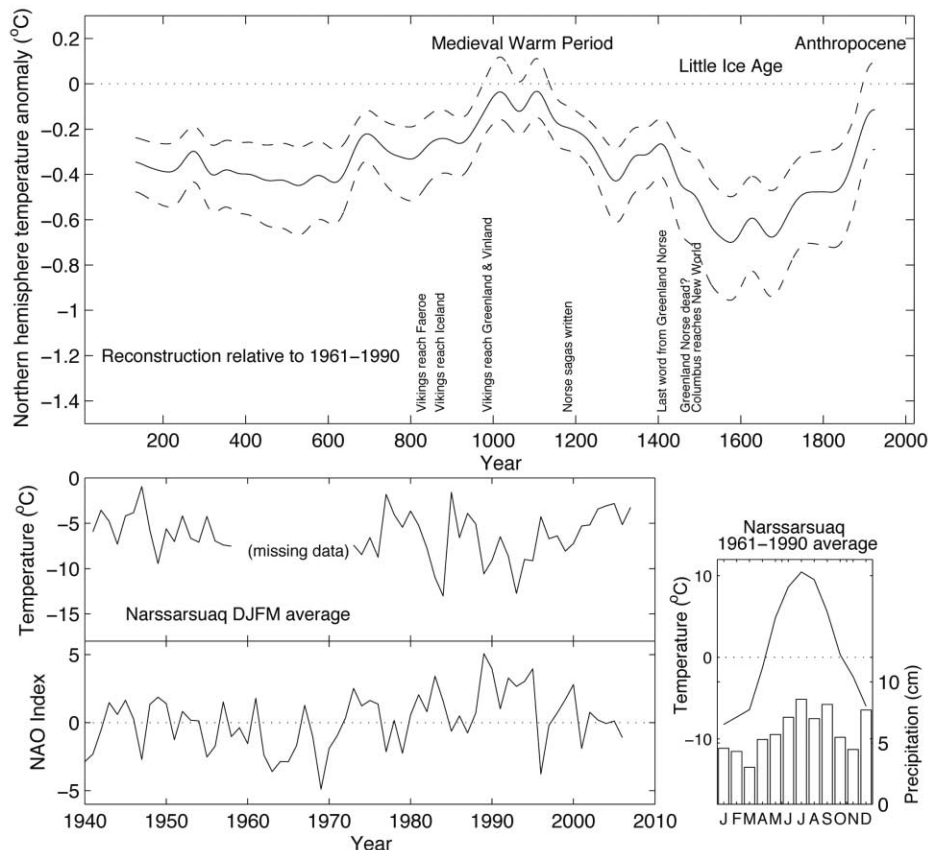 Northern hemisphere temperature anomaly (°C)
0.2
0
−0.2
−0.4
−0.6
−0.8
−1
−1.2
−1.4
Medieval Warm Period
Little Ice Age
Anthropocene
Reconstruction relative to 1961−1990
Vikings reach Faeroe
Vikings reach Iceland
Vikings reach Greenland & Vinland
Norse sagas written
Last word from Greenland Norse
Greenland Norse dead?
Columbus reaches New World
200 400 600 800 1000 1200 1400 1600 1800 2000
Year
Temperature (°C)
0
−5
−10
−15
(missing data)
Narssarsuaq DJFM average
NAO Index
5
0
−5
1940 1950 1960 1970 1980 1990 2000 2010
Year
Narssarsuaq
1961−1990 average
Temperature (°C)
10
0
−10
10
5
0
Precipitation (cm)
J F M A M J J A S O N D